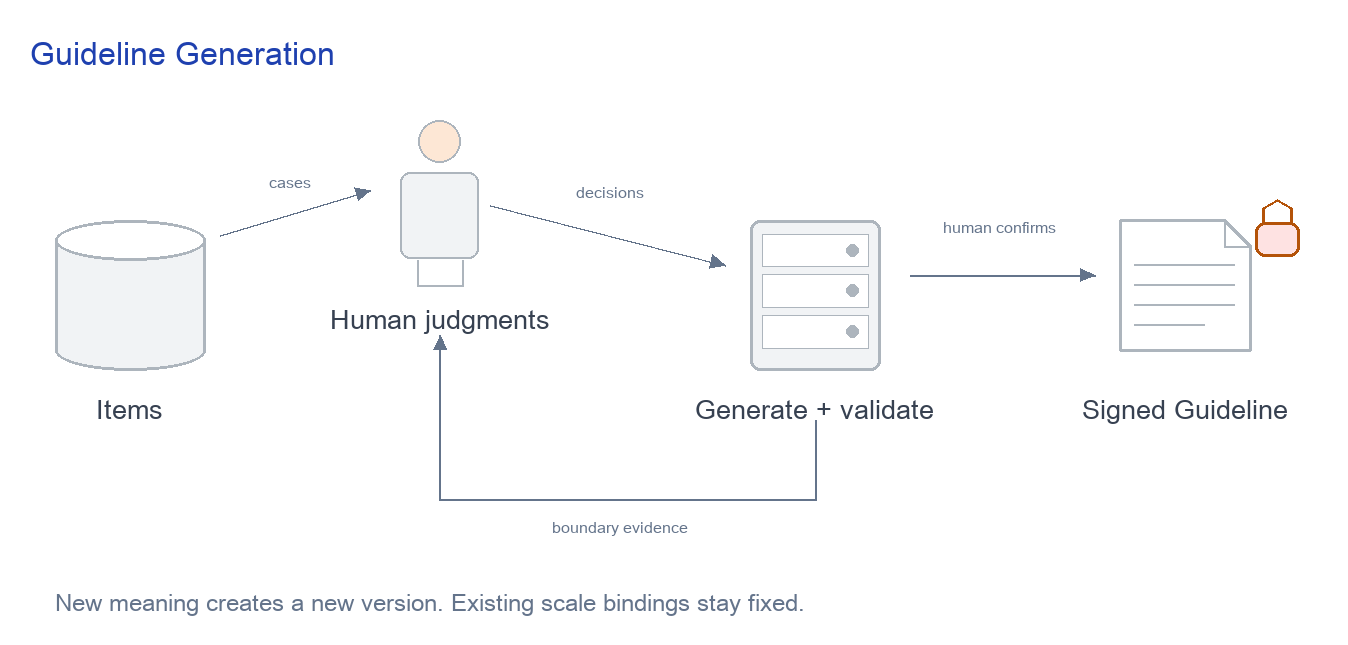 Guideline Generation
cases
decisions
human confirms
Human judgments
Items
Generate + validate
Signed Guideline
boundary evidence
New meaning creates a new version. Existing scale bindings stay fixed.